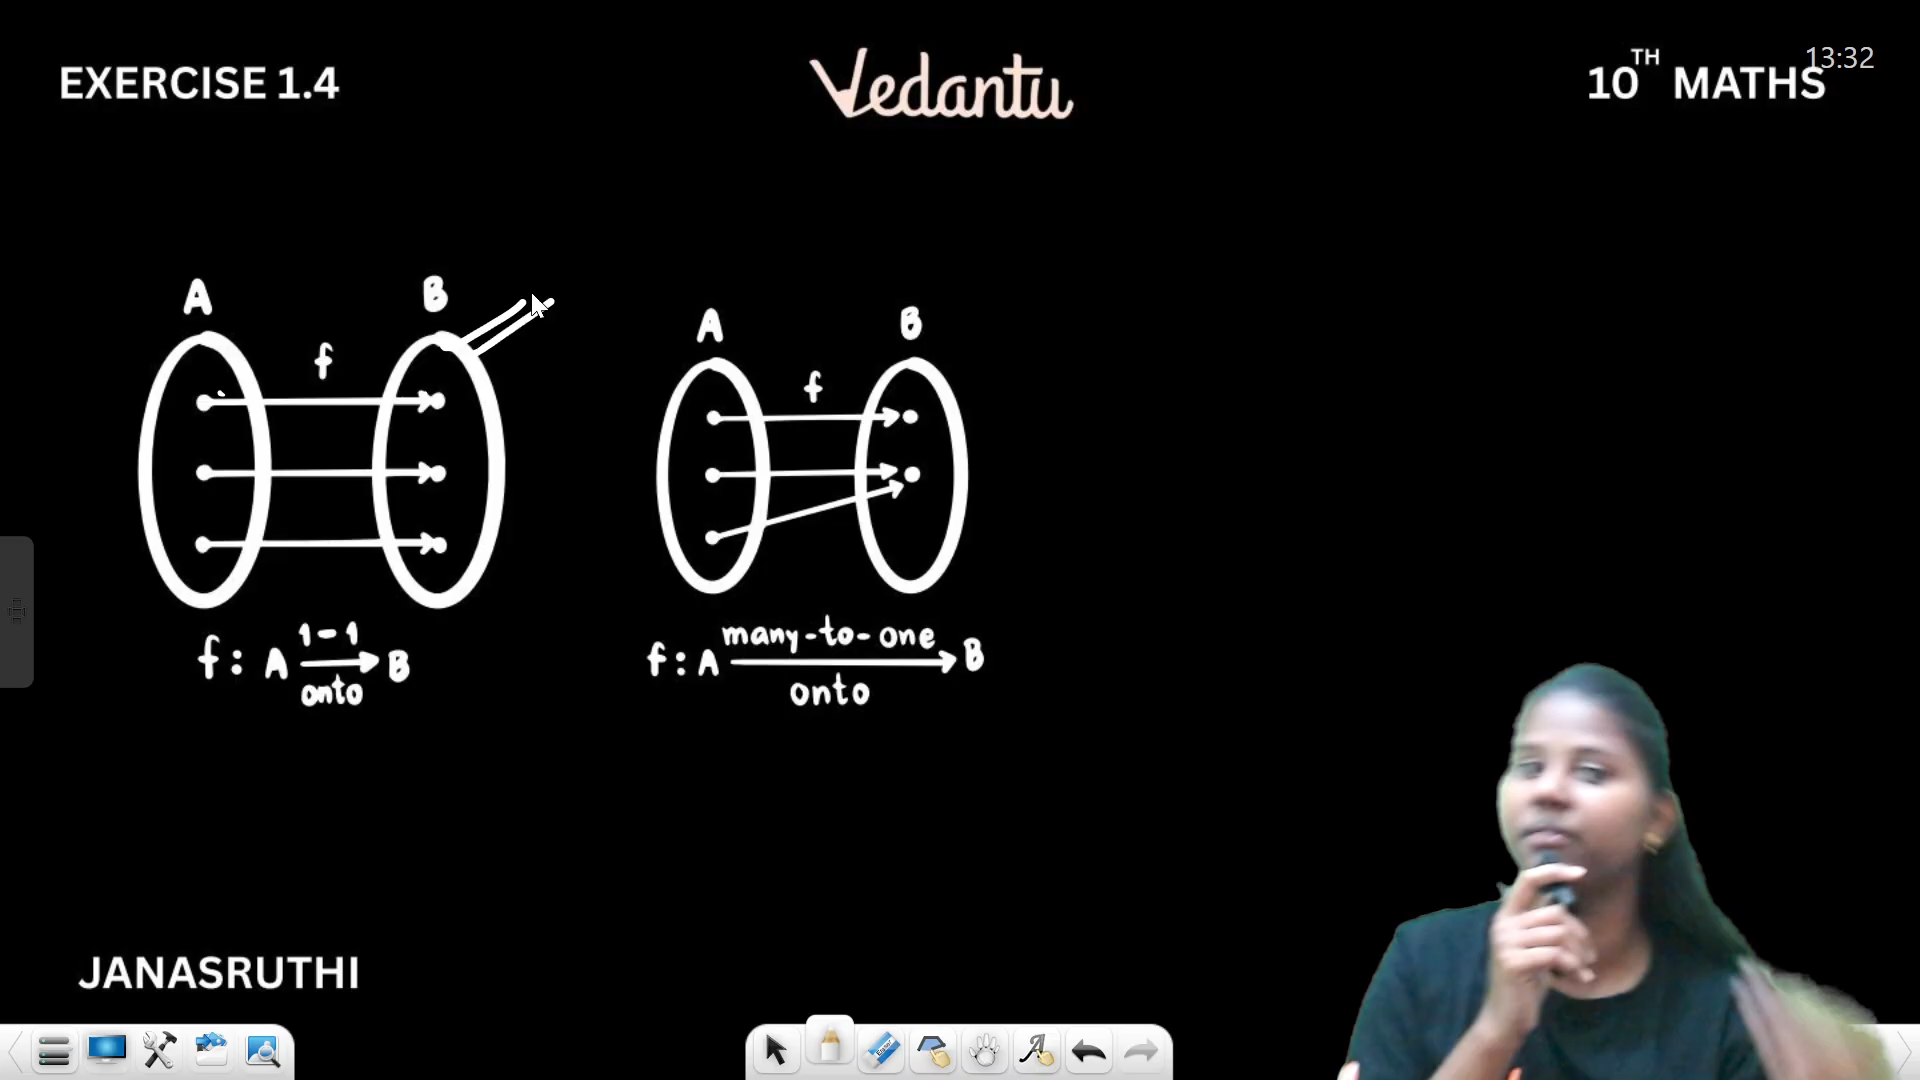 EXERCISE 1.4
Vedantu
10TH MATHS
13:32
A
B
f
A
B
f
f: A 1-1 B
onto
f: A many-to-one B
onto
JANASRUTHI